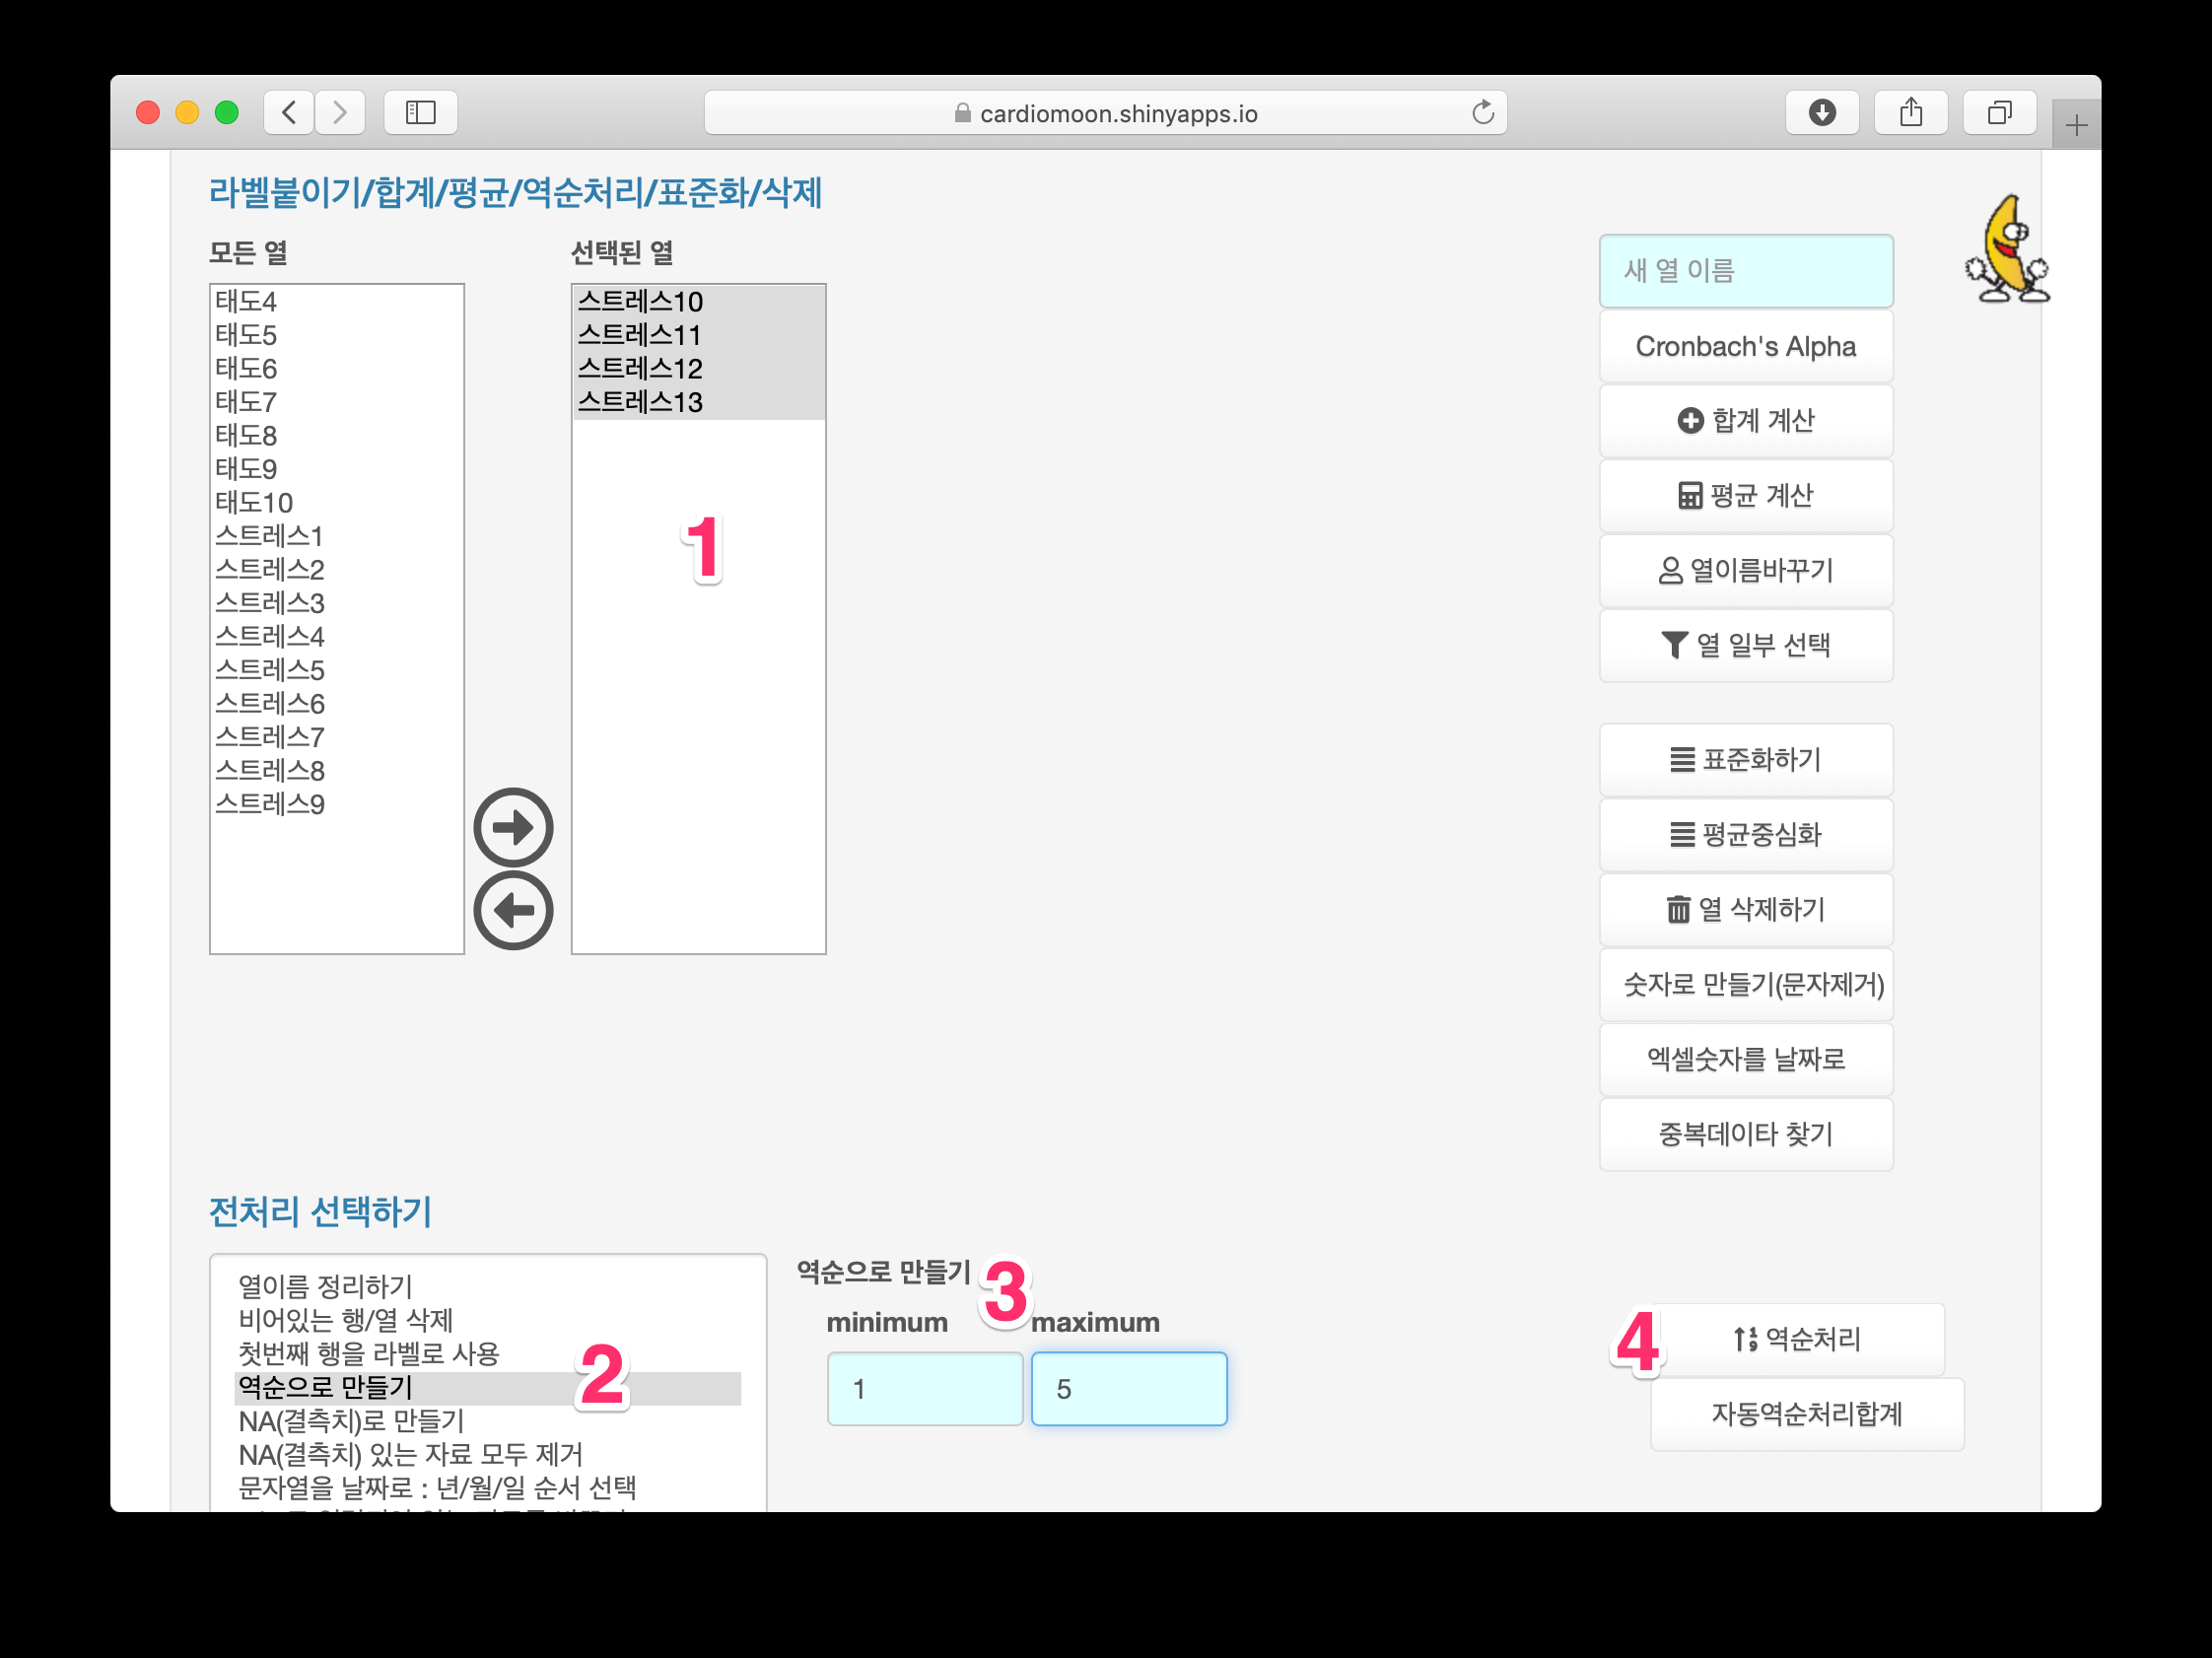 cardiomoon.shinyapps.io
라벨붙이기/합계/평균/역순처리/표준화/삭제
모든 열
선택된 열
태도4
태도5
태도6
태도7
태도8
태도9
태도10
스트레스1
스트레스2
스트레스3
스트레스4
스트레스5
스트레스6
스트레스7
스트레스8
스트레스9
스트레스10
스트레스11
스트레스12
스트레스13
1
새 열 이름
Cronbach's Alpha
합계 계산
평균 계산
열이름바꾸기
열 일부 선택
표준화하기
평균중심화
열 삭제하기
숫자로 만들기(문자제거)
엑셀숫자를 날짜로
중복데이타 찾기
전처리 선택하기
열이름 정리하기
비어있는 행/열 삭제
첫번째 행을 라벨로 사용
역순으로 만들기
NA(결측치)로 만들기
NA(결측치) 있는 자료 모두 제거
문자열을 날짜로 : 년/월/일 순서 선택
2
역순으로 만들기
3
minimum
maximum
1
5
4
역순처리
자동역순처리합계